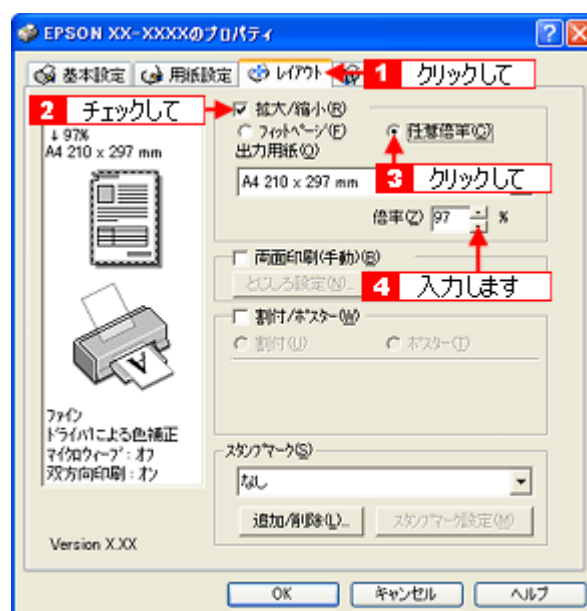 EPSON XX-XXXXのプロパティ
基本設定 用紙設定 レイアウト
1 クリックして
2 チェックして
↓ 97%
A4 210 x 297 mm
拡大/縮小(R)
フィットページ(E) 任意倍率(C)
出力用紙(O)
A4 210 x 297 mm
3 クリックして
倍率(Z) 97 %
両面印刷(手動)(B)
とじしろ設定(N)...
4 入力します
割付/ポスター(W)
割付(U) ポスター(T)
ファイン
ドライバによる色補正
マイクロウィーブ : オフ
双方向印刷 : オン
スタンプマーク(S)
なし
追加/削除(L)... スタンプマーク設定(M)
Version X.XX
OK キャンセル ヘルプ